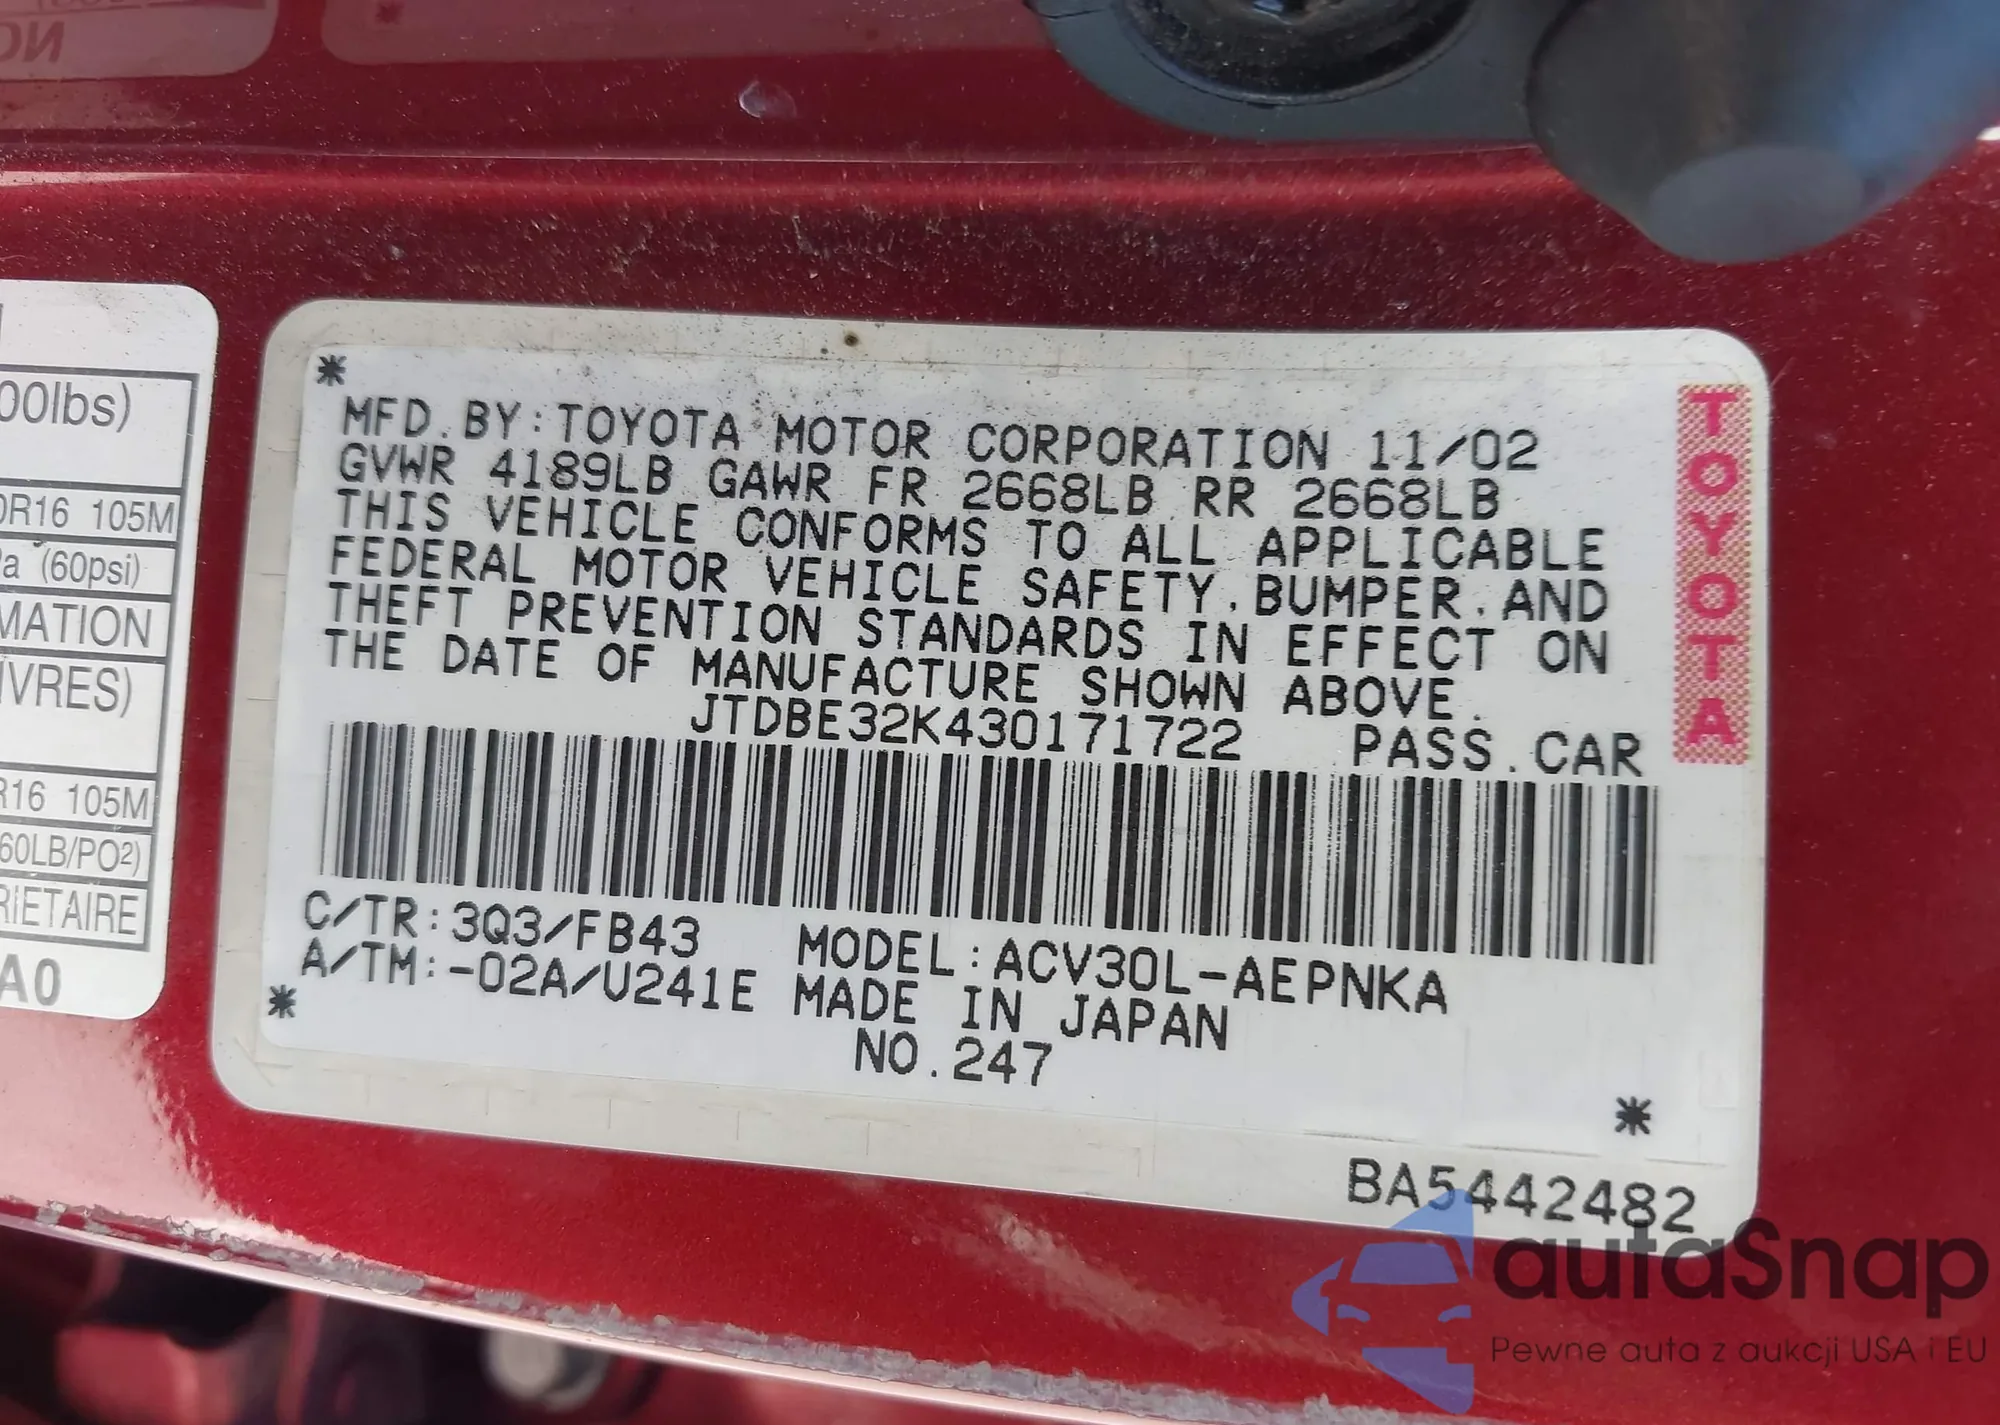 00lbs)
0R16 105M
a (60psi)
MATION
IVRES)
R16 105M
60LB/PO2)
RIETAIRE
A0
*
MFD.BY:TOYOTA MOTOR CORPORATION 11/02
GVWR 4189LB GAWR FR 2668LB RR 2668LB
THIS VEHICLE CONFORMS TO ALL APPLICABLE
FEDERAL MOTOR VEHICLE SAFETY.BUMPER.AND
THEFT PREVENTION STANDARDS IN EFFECT ON
THE DATE OF MANUFACTURE SHOWN ABOVE.
JTDBE32K430171722 PASS.CAR
C/TR:3Q3/FB43 MODEL:ACV30L-AEPNKA
A/TM:-02A/U241E MADE IN JAPAN
* NO.247
*
BA5442482
TOYOTA
autaSnap
Pewne auta z aukcji USA i EU